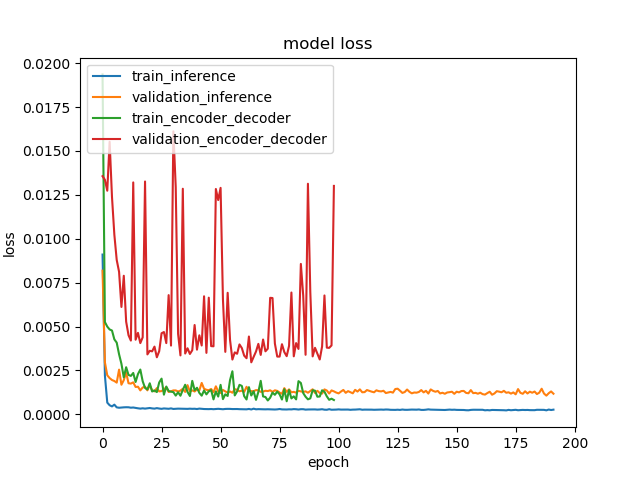 model loss
0.0200
0.0175
0.0150
0.0125
0.0100
0.0075
0.0050
0.0025
0.0000
loss
train_inference
validation_inference
train_encoder_decoder
validation_encoder_decoder
0 25 50 75 100 125 150 175 200
epoch